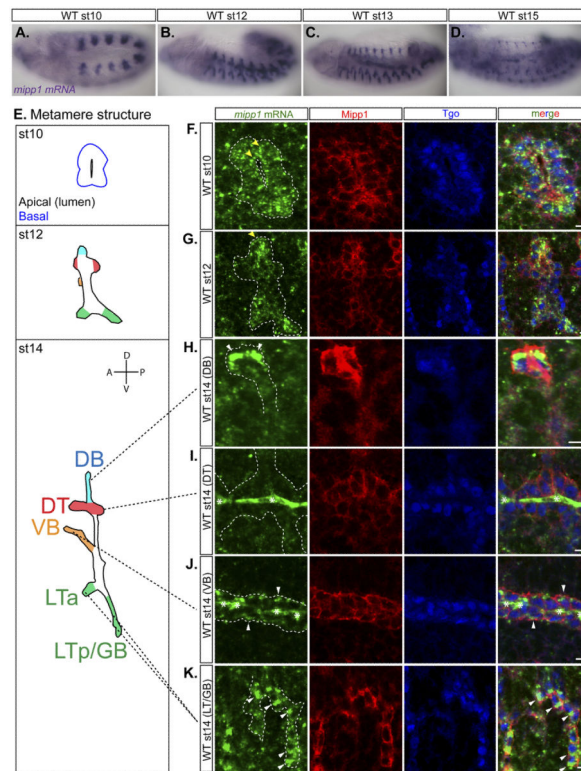 WT st10 WT st12 WT st13 WT st15
A. B. C. D.
mipp1 mRNA
E. Metamere structure
st10
Apical (lumen)
Basal
st12
st14
D
A P
V
DB
DT
VB
LTa
LTp/GB
mipp1 mRNA Mipp1 Tgo merge
F. WT st10
G. WT st12
H. WT st14 (DB)
I. WT st14 (DT)
* *
* *
J. WT st14 (VB)
* * *
* * *
K. WT st14 (LT/GB)